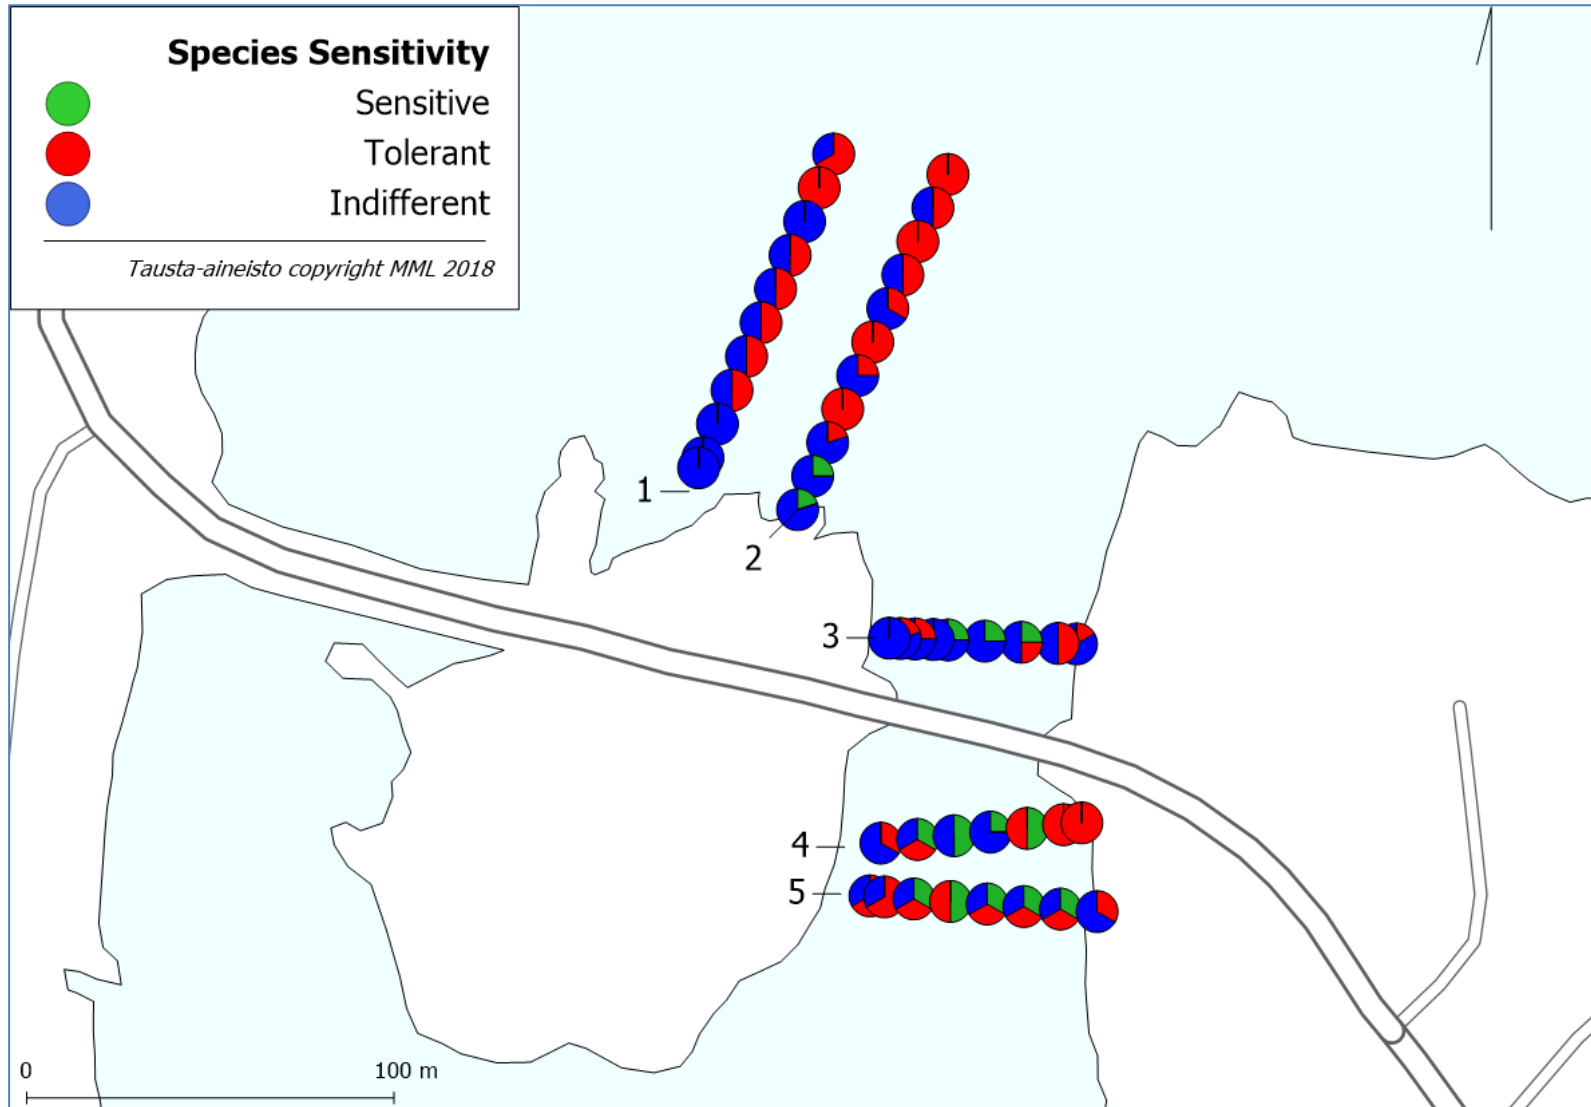 Species Sensitivity
Sensitive
Tolerant
Indifferent
Tausta-aineisto copyright MML 2018
1
2
3
4
5
0 100 m